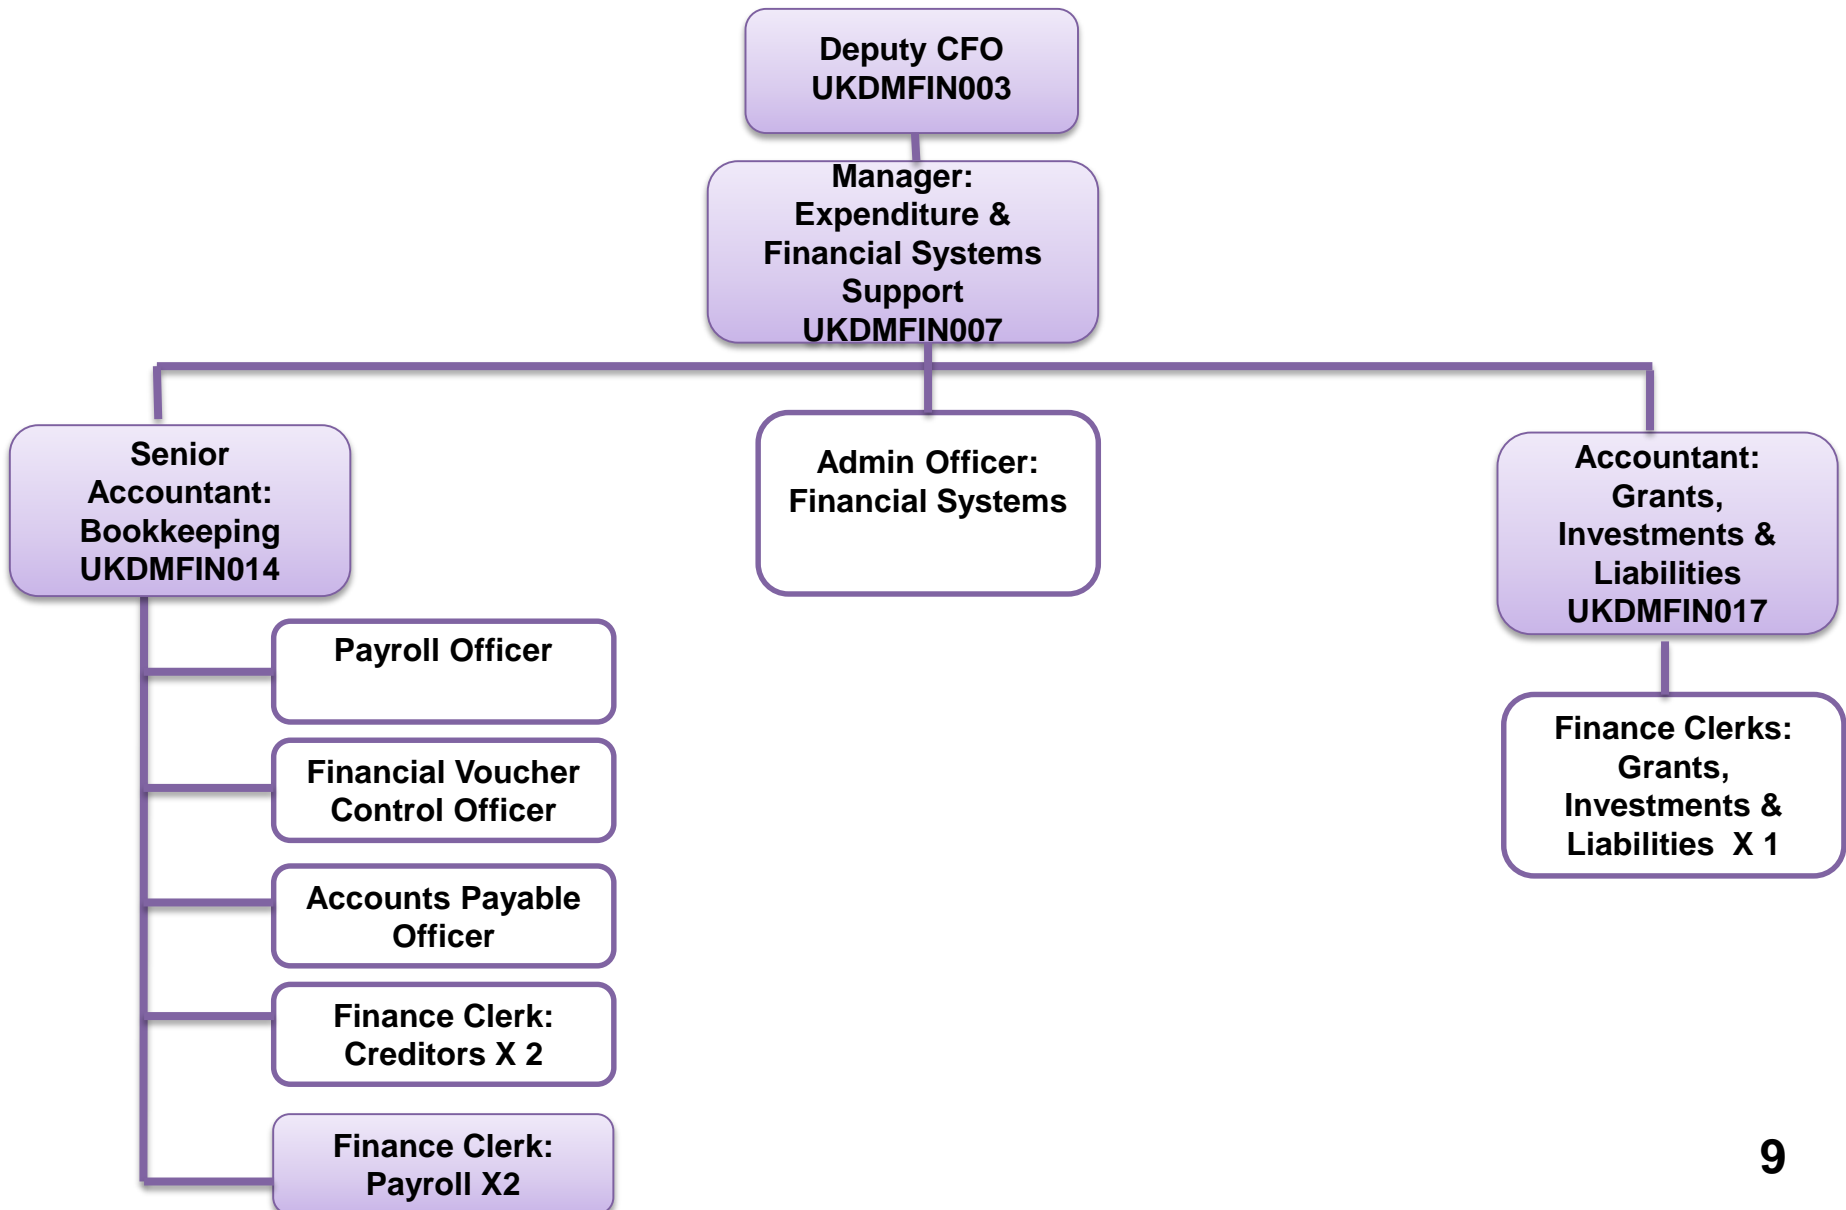 Deputy CFO
UKDMFIN003
Manager:
Expenditure &
Financial Systems
Support
UKDMFIN007
Senior
Accountant:
Bookkeeping
UKDMFIN014
Admin Officer:
Financial Systems
Accountant:
Grants,
Investments &
Liabilities
UKDMFIN017
Payroll Officer
Financial Voucher
Control Officer
Accounts Payable
Officer
Finance Clerk:
Creditors X 2
Finance Clerk:
Payroll X2
Finance Clerks:
Grants,
Investments &
Liabilities  X 1
9